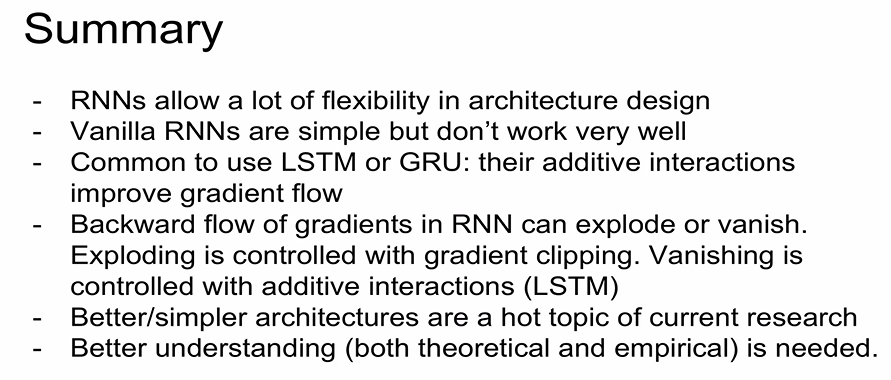 Summary
- RNNs allow a lot of flexibility in architecture design
- Vanilla RNNs are simple but don't work very well
- Common to use LSTM or GRU: their additive interactions
improve gradient flow
- Backward flow of gradients in RNN can explode or vanish.
Exploding is controlled with gradient clipping. Vanishing is
controlled with additive interactions (LSTM)
- Better/simpler architectures are a hot topic of current research
- Better understanding (both theoretical and empirical) is needed.